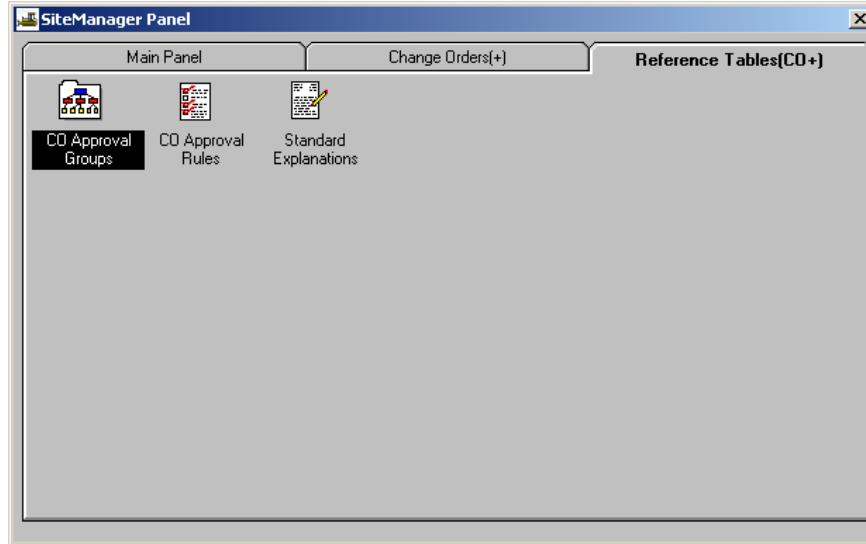 SiteManager Panel
Main Panel
Change Orders(+)
Reference Tables(CO+)
CO Approval
Groups
CO Approval
Rules
Standard
Explanations